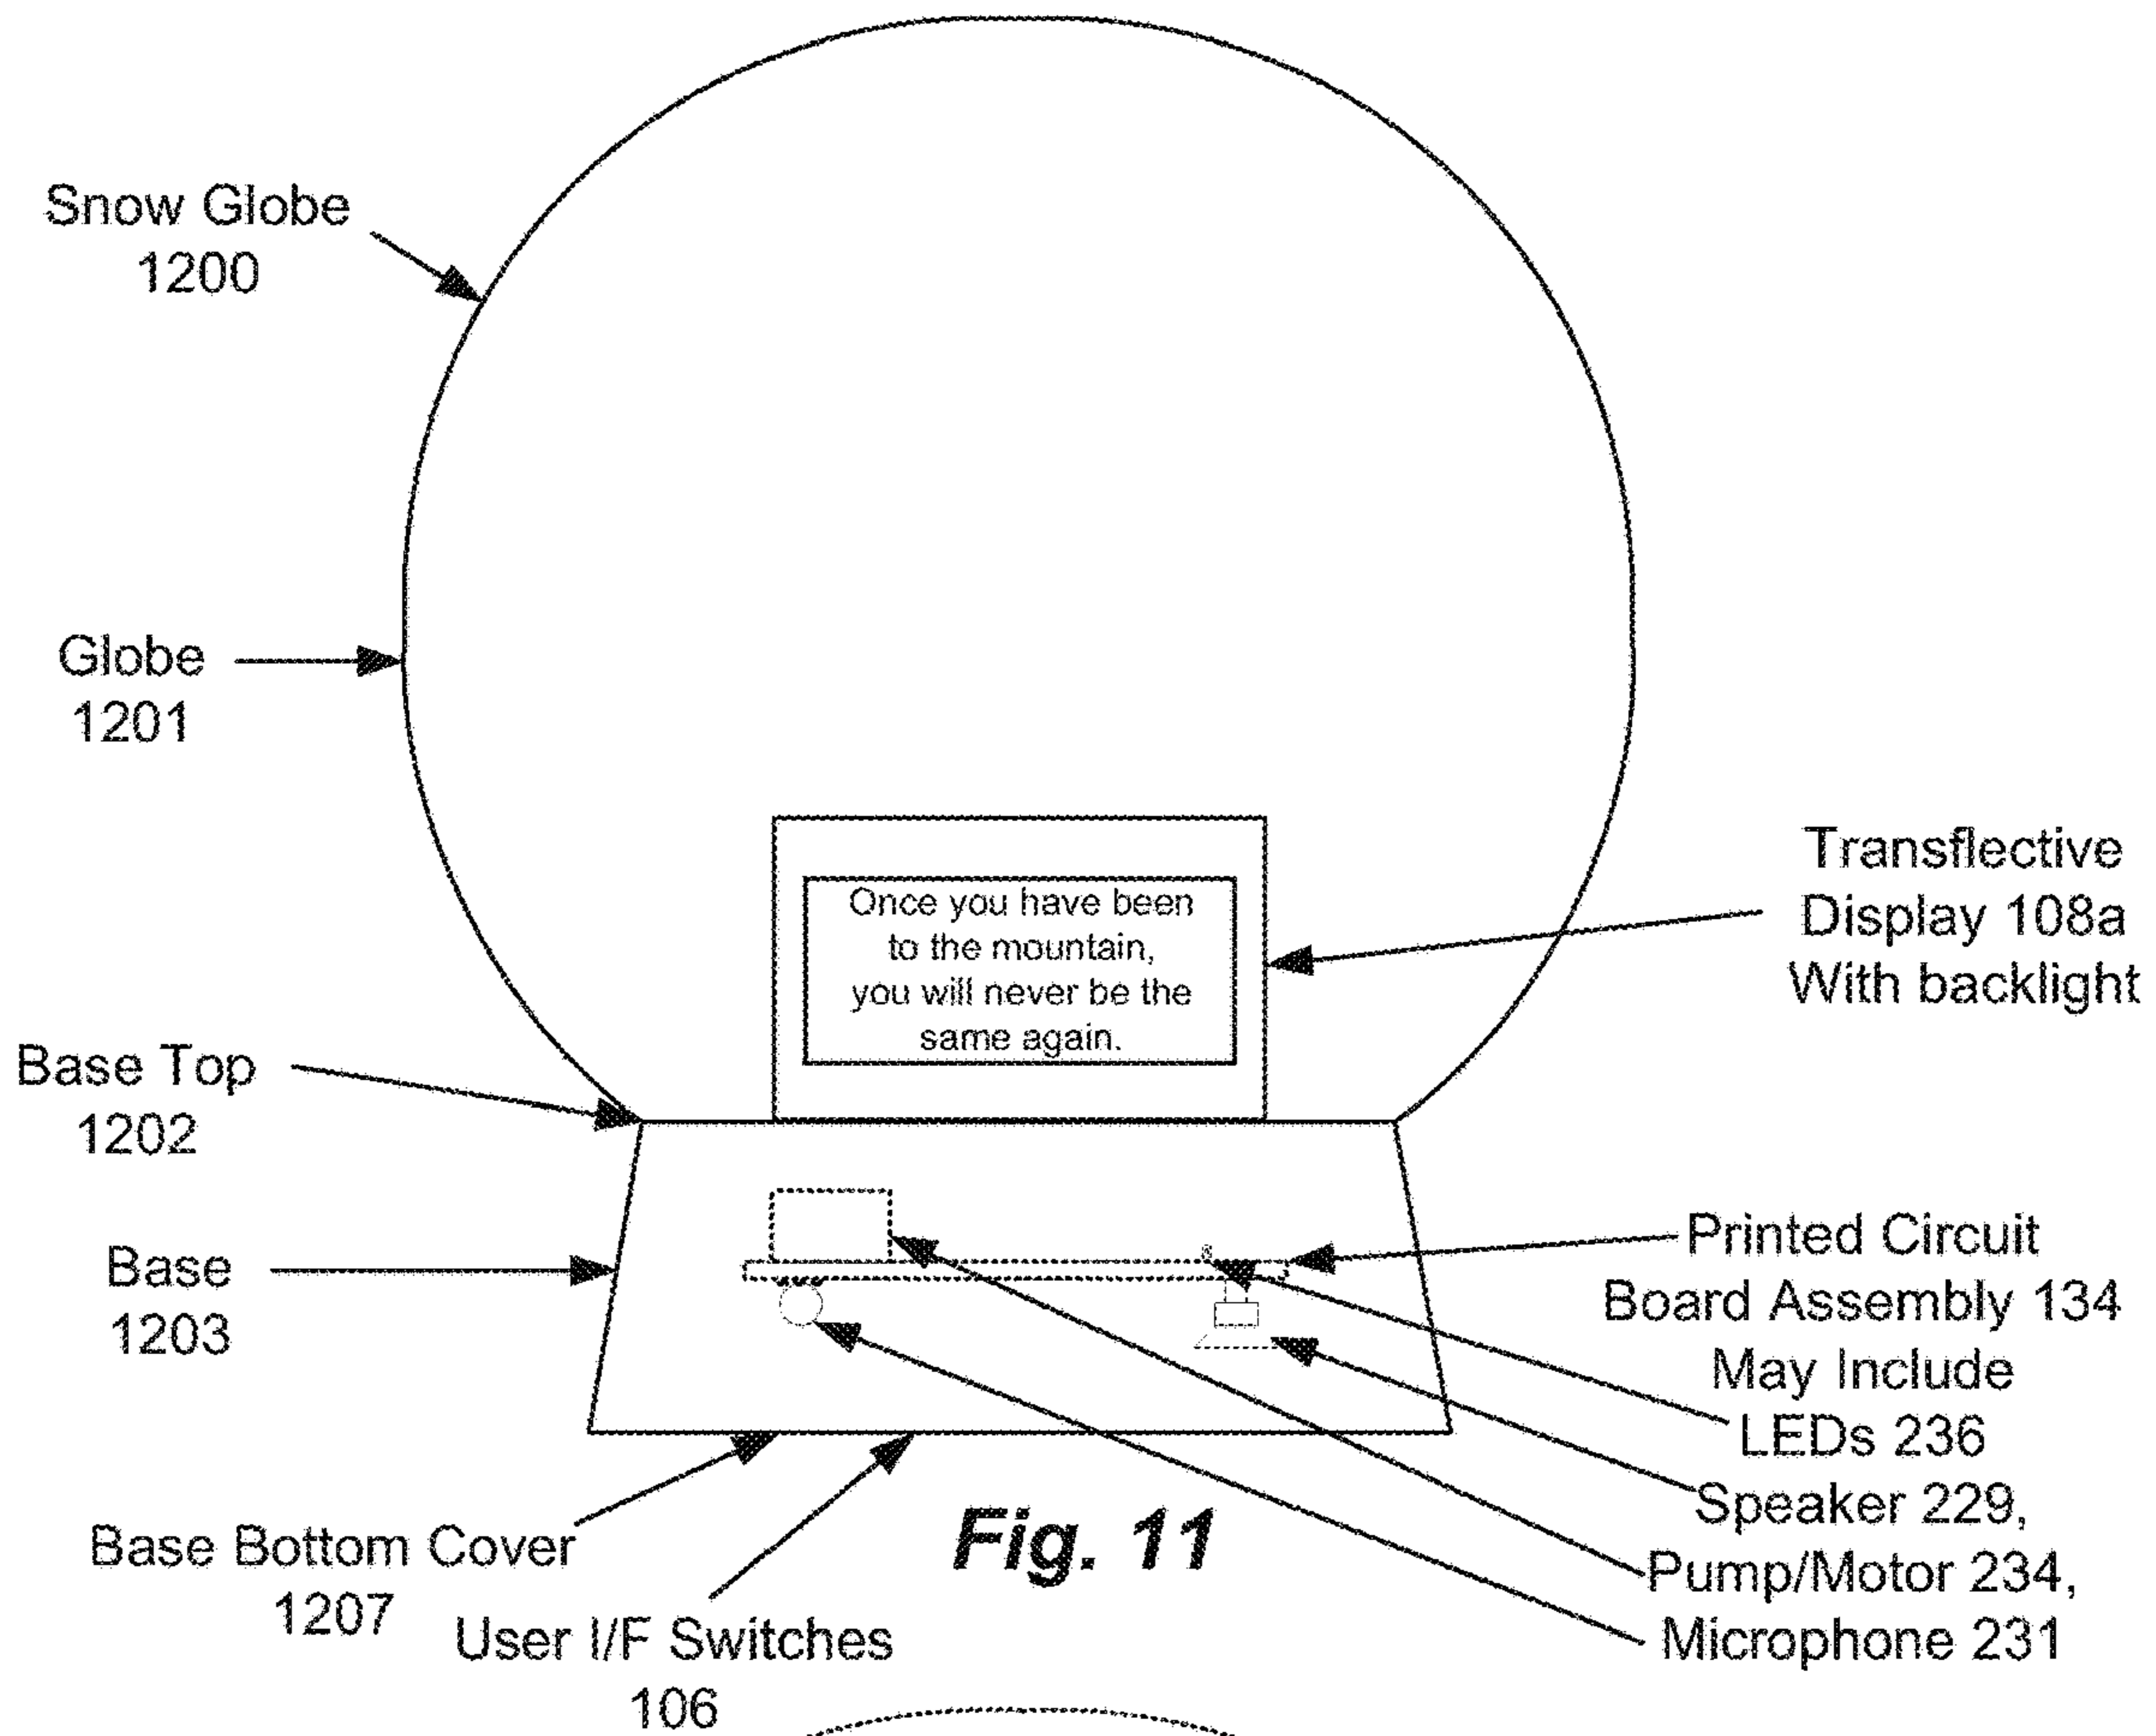 Snow Globe
1200
Globe
1201
Once you have been
to the mountain,
you will never be the
same again.
Transflective
Display 108a
With backlight
Base Top
1202
Base
1203
Printed Circuit
Board Assembly 134
May Include
LEDs 236
Speaker 229,
Pump/Motor 234,
Microphone 231
Base Bottom Cover
1207
User I/F Switches
106
Fig. 11